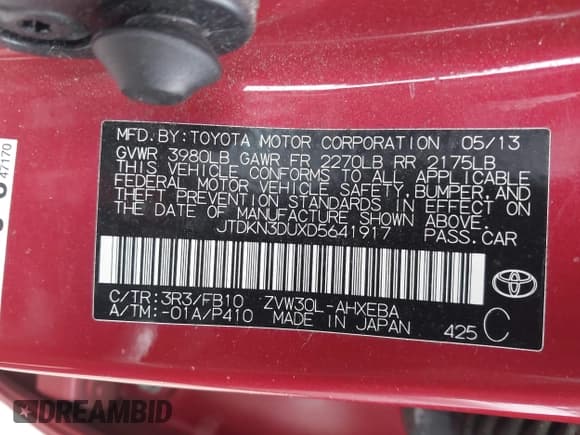 MFD.BY:TOYOTA MOTOR CORPORATION 05/13
GVWR 3980LB GAWR FR 2270LB RR 2175LB
THIS VEHICLE CONFORMS TO ALL APPLICABLE
FEDERAL MOTOR VEHICLE SAFETY, BUMPER, AND
THEFT PREVENTION STANDARDS IN EFFECT ON
THE DATE OF MANUFACTURE SHOWN ABOVE.
JTDKN3DUXD5641917 PASS.CAR
C/TR:3R3/FB10 ZVW30L-AHXEBA
A/TM:-01A/P410 MADE IN JAPAN 425 C
47170
DREAMBID